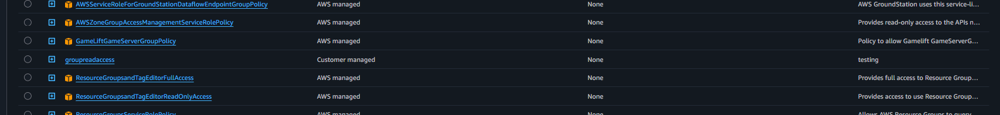 AWSServiceRoleForGroundStationDataflowEndpointGroupPolicy AWS managed None AWS GroundStation uses this service-li...
AWSZoneGroupAccessManagementServiceRolePolicy AWS managed None Provides read-only access to the APIs n...
GameLiftGameServerGroupPolicy AWS managed None Policy to allow Gamelift GameServerG...
groupreadaccess Customer managed None testing
ResourceGroupsandTagEditorFullAccess AWS managed None Provides full access to Resource Group...
ResourceGroupsandTagEditorReadOnlyAccess AWS managed None Provides access to use Resource Group...
ResourceGroupsServiceRolePolicy AWS managed None Allows AWS Resource Groups to query